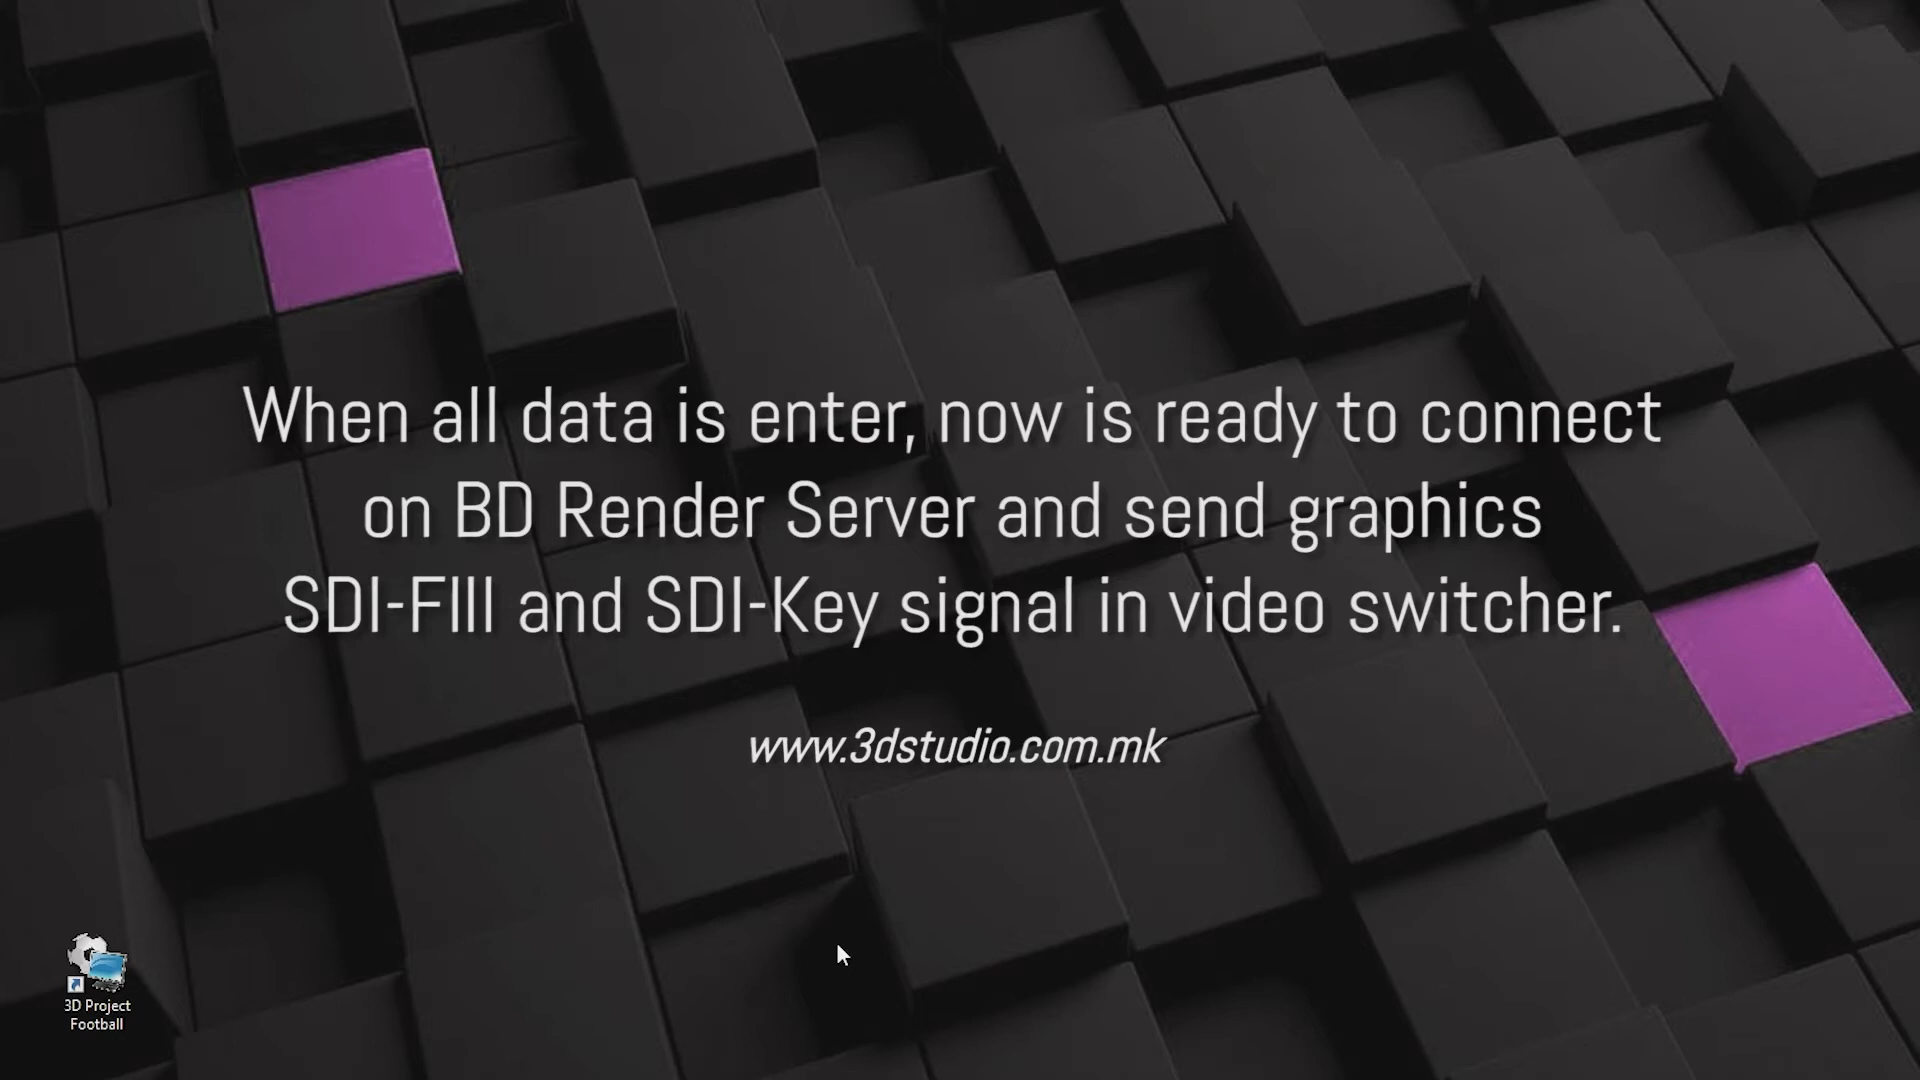 When all data is enter, now is ready to connect
on BD Render Server and send graphics
SDI-FIll and SDI-Key signal in video switcher.
www.3dstudio.com.mk
3D Project
Football